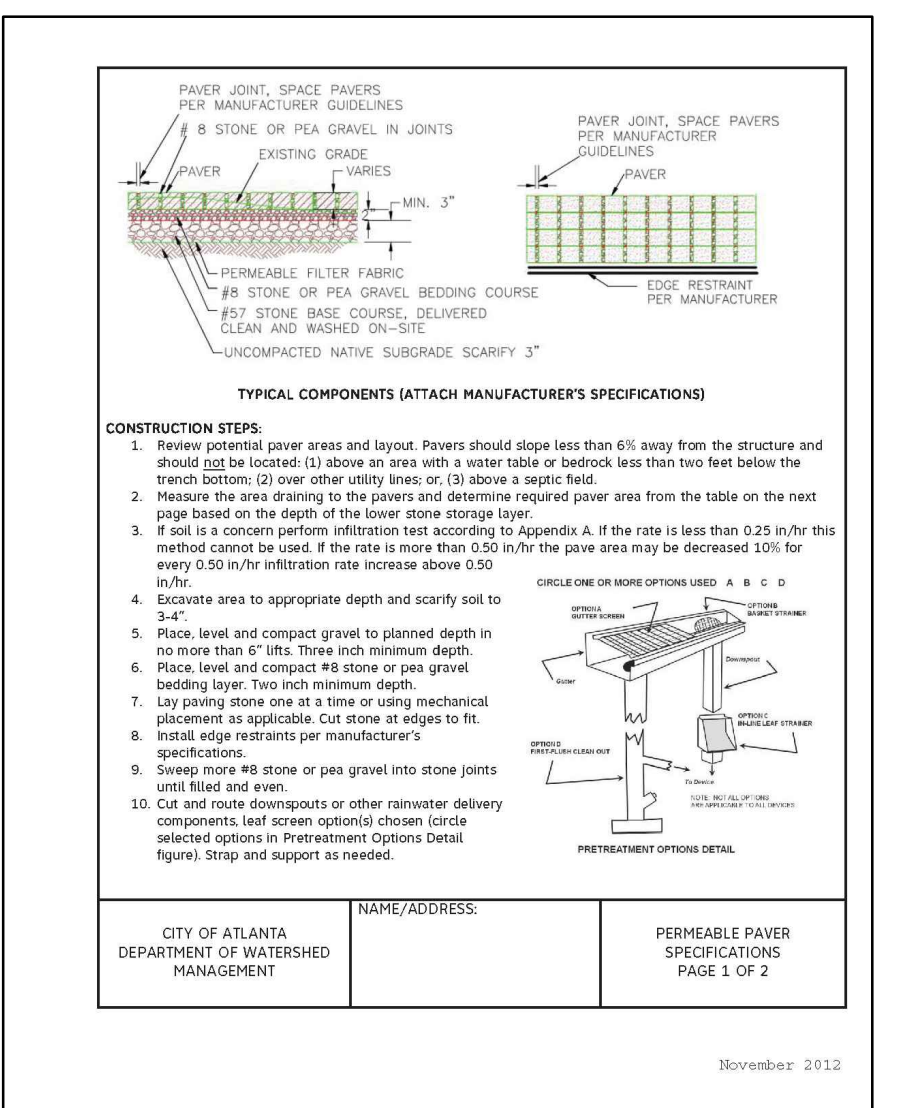 PAVER JOINT, SPACE PAVERS
PER MANUFACTURER GUIDELINES
# 8 STONE OR PEA GRAVEL IN JOINTS
EXISTING GRADE
PAVER
VARIES
MIN. 3"
2"
PERMEABLE FILTER FABRIC
#8 STONE OR PEA GRAVEL BEDDING COURSE
#57 STONE BASE COURSE, DELIVERED
CLEAN AND WASHED ON-SITE
UNCOMPACTED NATIVE SUBGRADE SCARIFY 3"
PAVER JOINT, SPACE PAVERS
PER MANUFACTURER
GUIDELINES
PAVER
EDGE RESTRAINT
PER MANUFACTURER
TYPICAL COMPONENTS (ATTACH MANUFACTURER'S SPECIFICATIONS)
CONSTRUCTION STEPS:
1. Review potential paver areas and layout. Pavers should slope less than 6% away from the structure and
should not be located: (1) above an area with a water table or bedrock less than two feet below the
trench bottom; (2) over other utility lines; or, (3) above a septic field.
2. Measure the area draining to the pavers and determine required paver area from the table on the next
page based on the depth of the lower stone storage layer.
3. If soil is a concern perform infiltration test according to Appendix A. If the rate is less than 0.25 in/hr this
method cannot be used. If the rate is more than 0.50 in/hr the pave area may be decreased 10% for
every 0.50 in/hr infiltration rate increase above 0.50
in/hr.
4. Excavate area to appropriate depth and scarify soil to
3-4".
5. Place, level and compact gravel to planned depth in
no more than 6" lifts. Three inch minimum depth.
6. Place, level and compact #8 stone or pea gravel
bedding layer. Two inch minimum depth.
7. Lay paving stone one at a time or using mechanical
placement as applicable. Cut stone at edges to fit.
8. Install edge restraints per manufacturer's
specifications.
9. Sweep more #8 stone or pea gravel into stone joints
until filled and even.
10. Cut and route downspouts or other rainwater delivery
components, leaf screen option(s) chosen (circle
selected options in Pretreatment Options Detail
figure). Strap and support as needed.
CIRCLE ONE OR MORE OPTIONS USED A B C D
OPTION A
GUTTER SCREEN
OPTION B
BASKET STRAINER
Gutter
Downspout
OPTION C
IN-LINE LEAF STRAINER
OPTION D
FIRST-FLUSH CLEAN OUT
To Device
NOTE: NOT ALL OPTIONS
ARE APPLICABLE TO ALL DEVICES
PRETREATMENT OPTIONS DETAIL
CITY OF ATLANTA
DEPARTMENT OF WATERSHED
MANAGEMENT
NAME/ADDRESS:
PERMEABLE PAVER
SPECIFICATIONS
PAGE 1 OF 2
November 2012